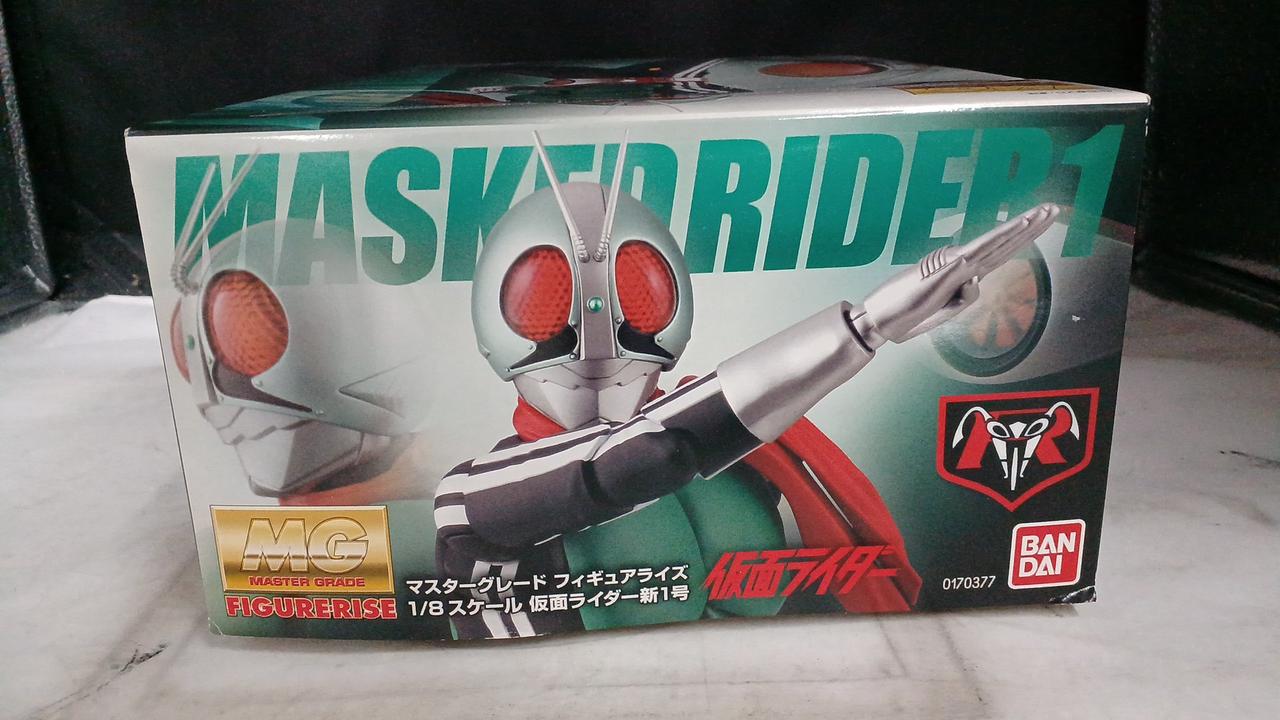 MASKED RIDER 1
MG
MASTER GRADE
FIGURERISE
マスターグレード フィギュアライズ
1/8スケール 仮面ライダー新1号
仮面ライダー
R
0170377
BAN
DAI